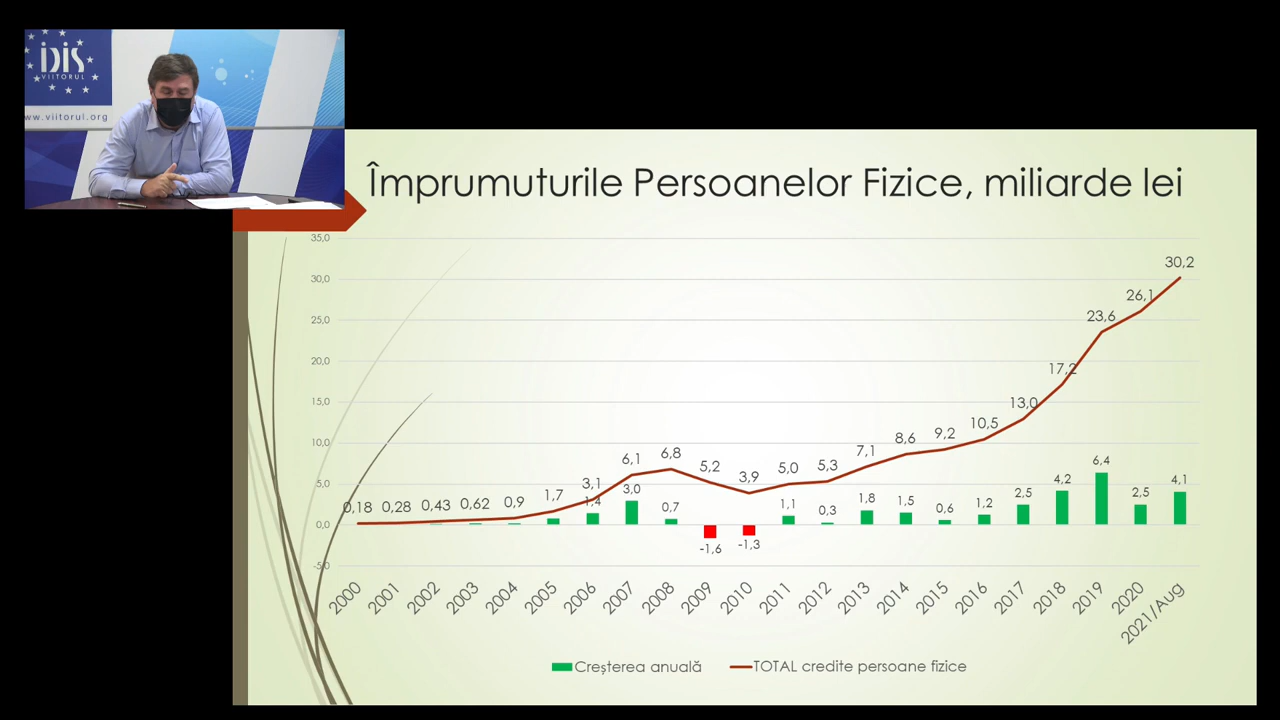 IDIS
VIITORUL
ww.viitorul.org
Împrumuturile Persoanelor Fizice, miliarde lei
35,0
30,0
25,0
20,0
15,0
10,0
5,0
0,0
-5,0
0,18 0,28 0,43 0,62 0,9 1,7 3,1 6,1 6,8 5,2 3,9 5,0 5,3 7,1 8,6 9,2 10,5 13,0 17,2 23,6 26,1 30,2
1,4 3,0 0,7 -1,6 -1,3 1,1 0,3 1,8 1,5 0,6 1,2 2,5 4,2 6,4 2,5 4,1
2000 2001 2002 2003 2004 2005 2006 2007 2008 2009 2010 2011 2012 2013 2014 2015 2016 2017 2018 2019 2020 2021/Aug
Creșterea anuală TOTAL credite persoane fizice